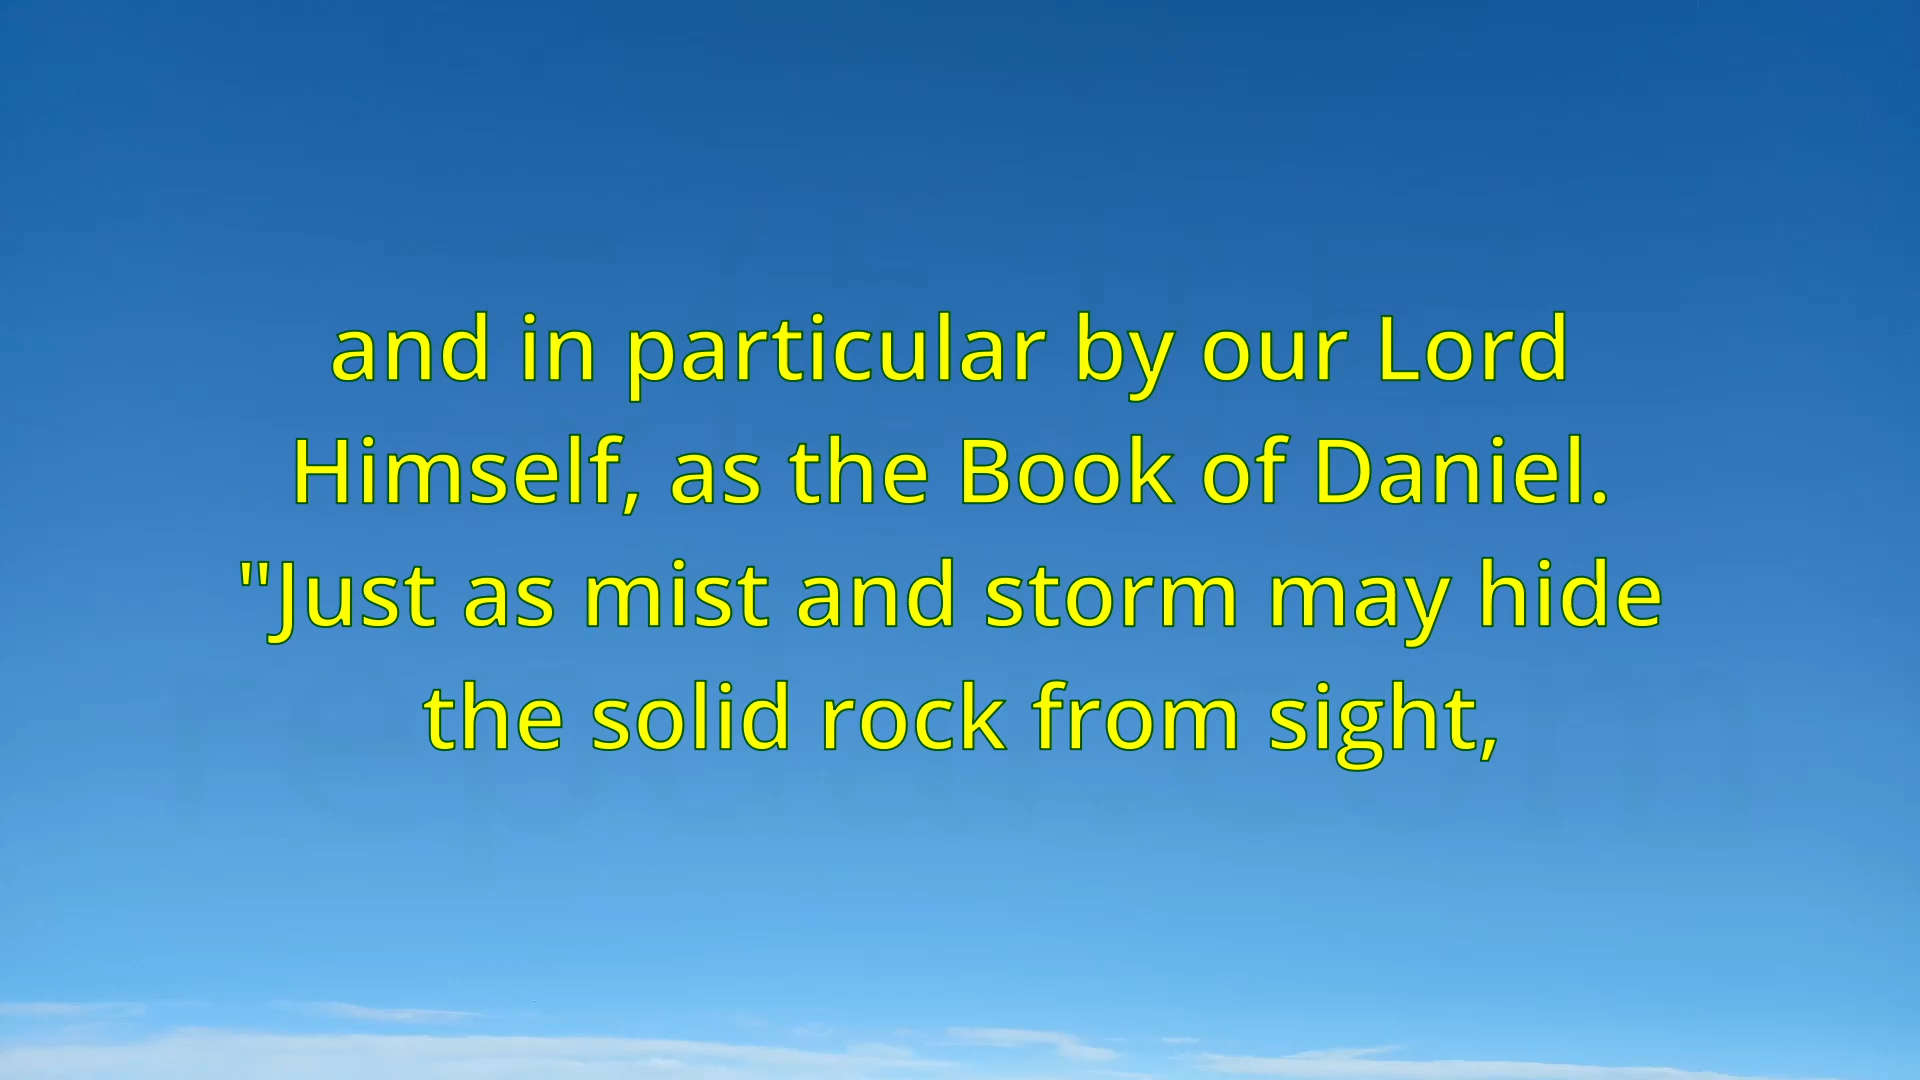 and in particular by our Lord
Himself, as the Book of Daniel.
"Just as mist and storm may hide
the solid rock from sight,